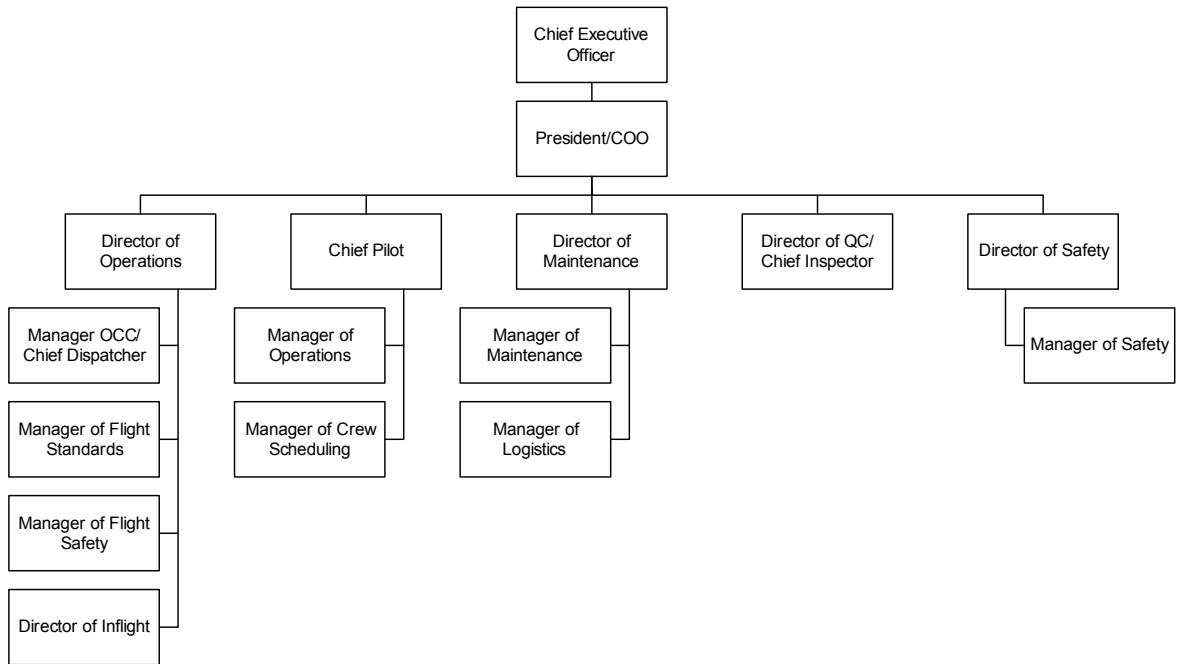 Chief Executive
Officer
President/COO
Director of
Operations
Chief Pilot
Director of
Maintenance
Director of QC/
Chief Inspector
Director of Safety
Manager OCC/
Chief Dispatcher
Manager of
Operations
Manager of
Maintenance
Manager of Safety
Manager of Flight
Standards
Manager of Crew
Scheduling
Manager of
Logistics
Manager of Flight
Safety
Director of Inflight